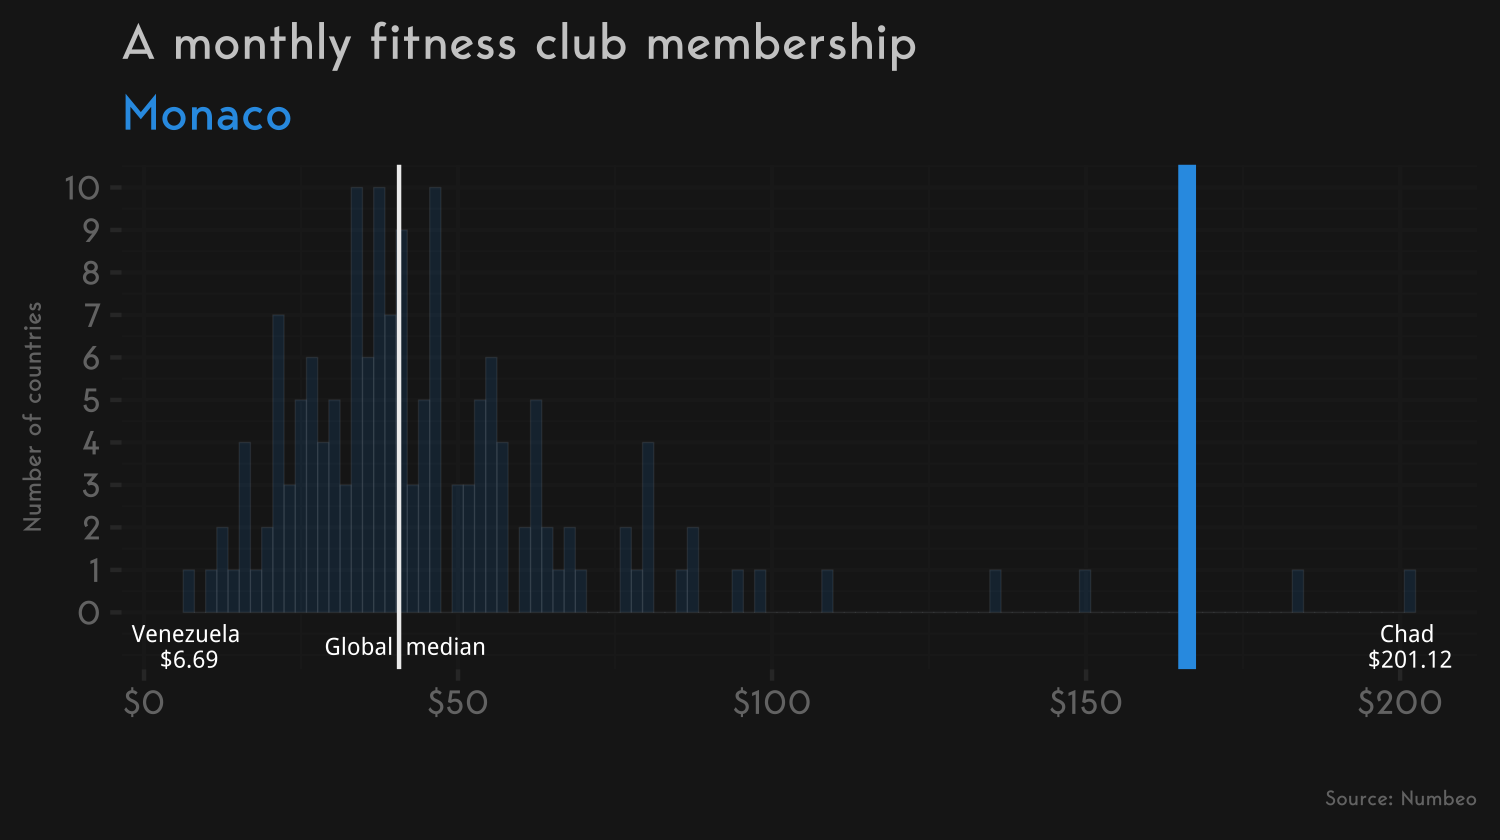 A monthly fitness club membership
Monaco
Number of countries
10
9
8
7
6
5
4
3
2
1
0
Venezuela
$6.69
Global median
Chad
$201.12
$0 $50 $100 $150 $200
Source: Numbeo